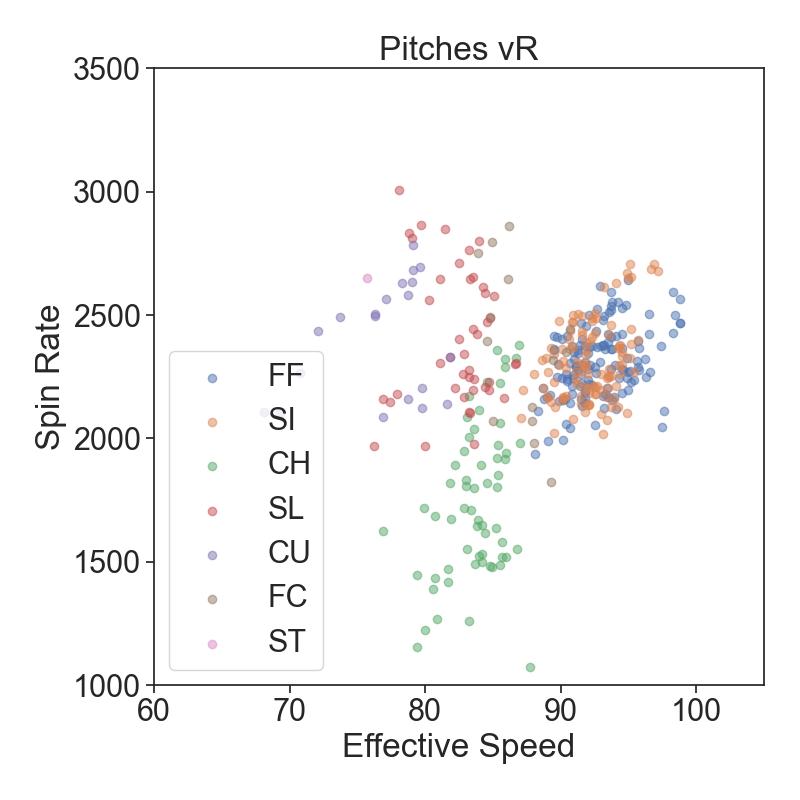 Pitches vR
3500
3000
2500
2000
1500
1000
Spin Rate
FF
SI
CH
SL
CU
FC
ST
60 70 80 90 100
Effective Speed